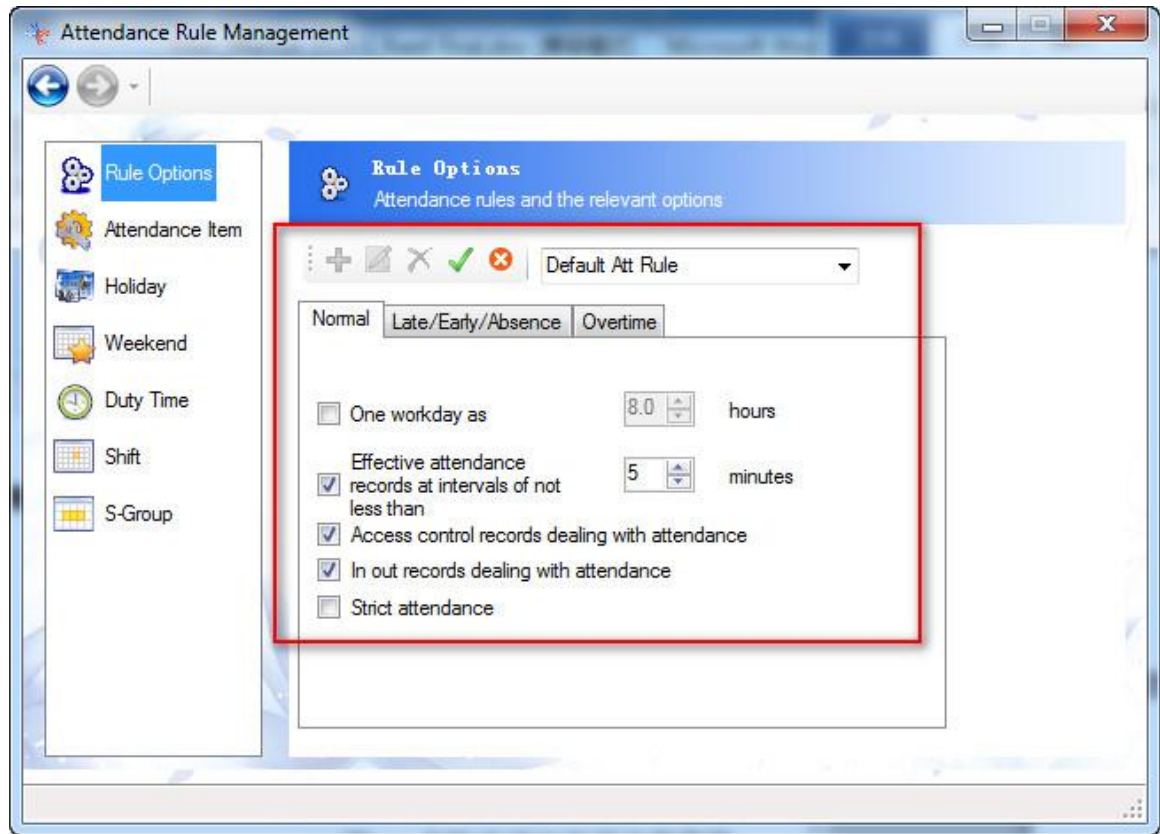 Attendance Rule Management
Rule Options
Attendance Item
Holiday
Weekend
Duty Time
Shift
S-Group
Rule Options
Attendance rules and the relevant options
Default Att Rule
Normal
Late/Early/Absence
Overtime
One workday as
8.0
hours
Effective attendance
records at intervals of not
less than
5
minutes
Access control records dealing with attendance
In out records dealing with attendance
Strict attendance